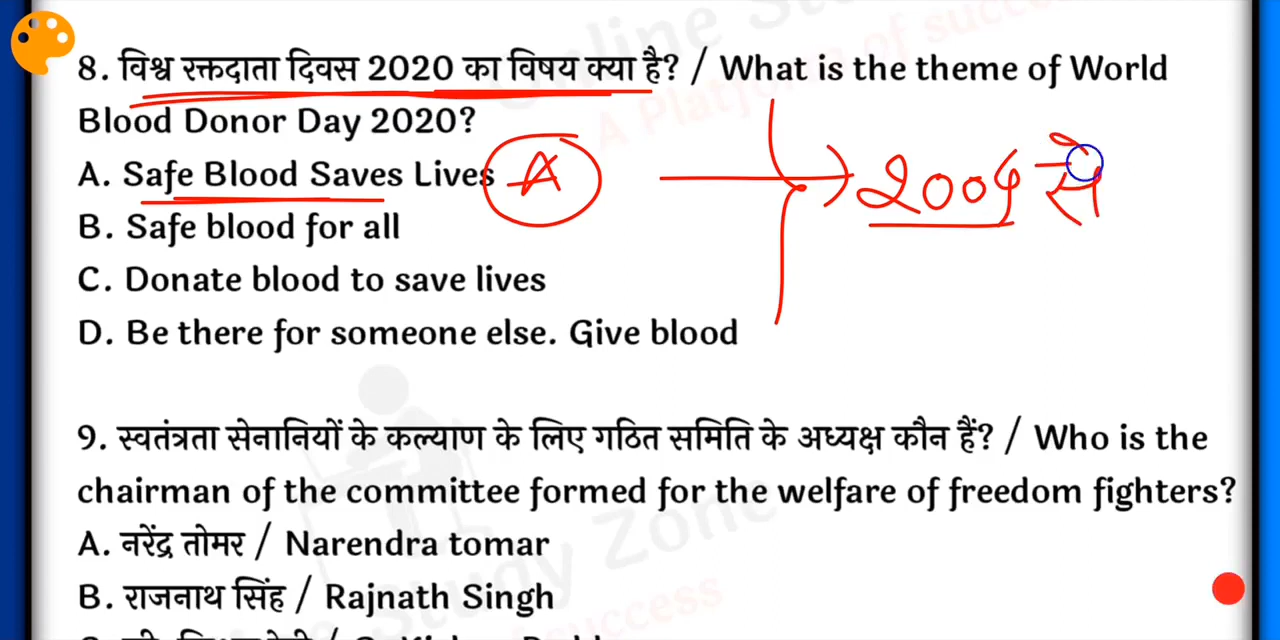 8. विश्व रक्तदाता दिवस 2020 का विषय क्या है? / What is the theme of World
Blood Donor Day 2020?
A. Safe Blood Saves Lives A 2004 से
B. Safe blood for all
C. Donate blood to save lives
D. Be there for someone else. Give blood
9. स्वतंत्रता सेनानियों के कल्याण के लिए गठित समिति के अध्यक्ष कौन हैं? / Who is the
chairman of the committee formed for the welfare of freedom fighters?
A. नरेंद्र तोमर / Narendra tomar
B. राजनाथ सिंह / Rajnath Singh